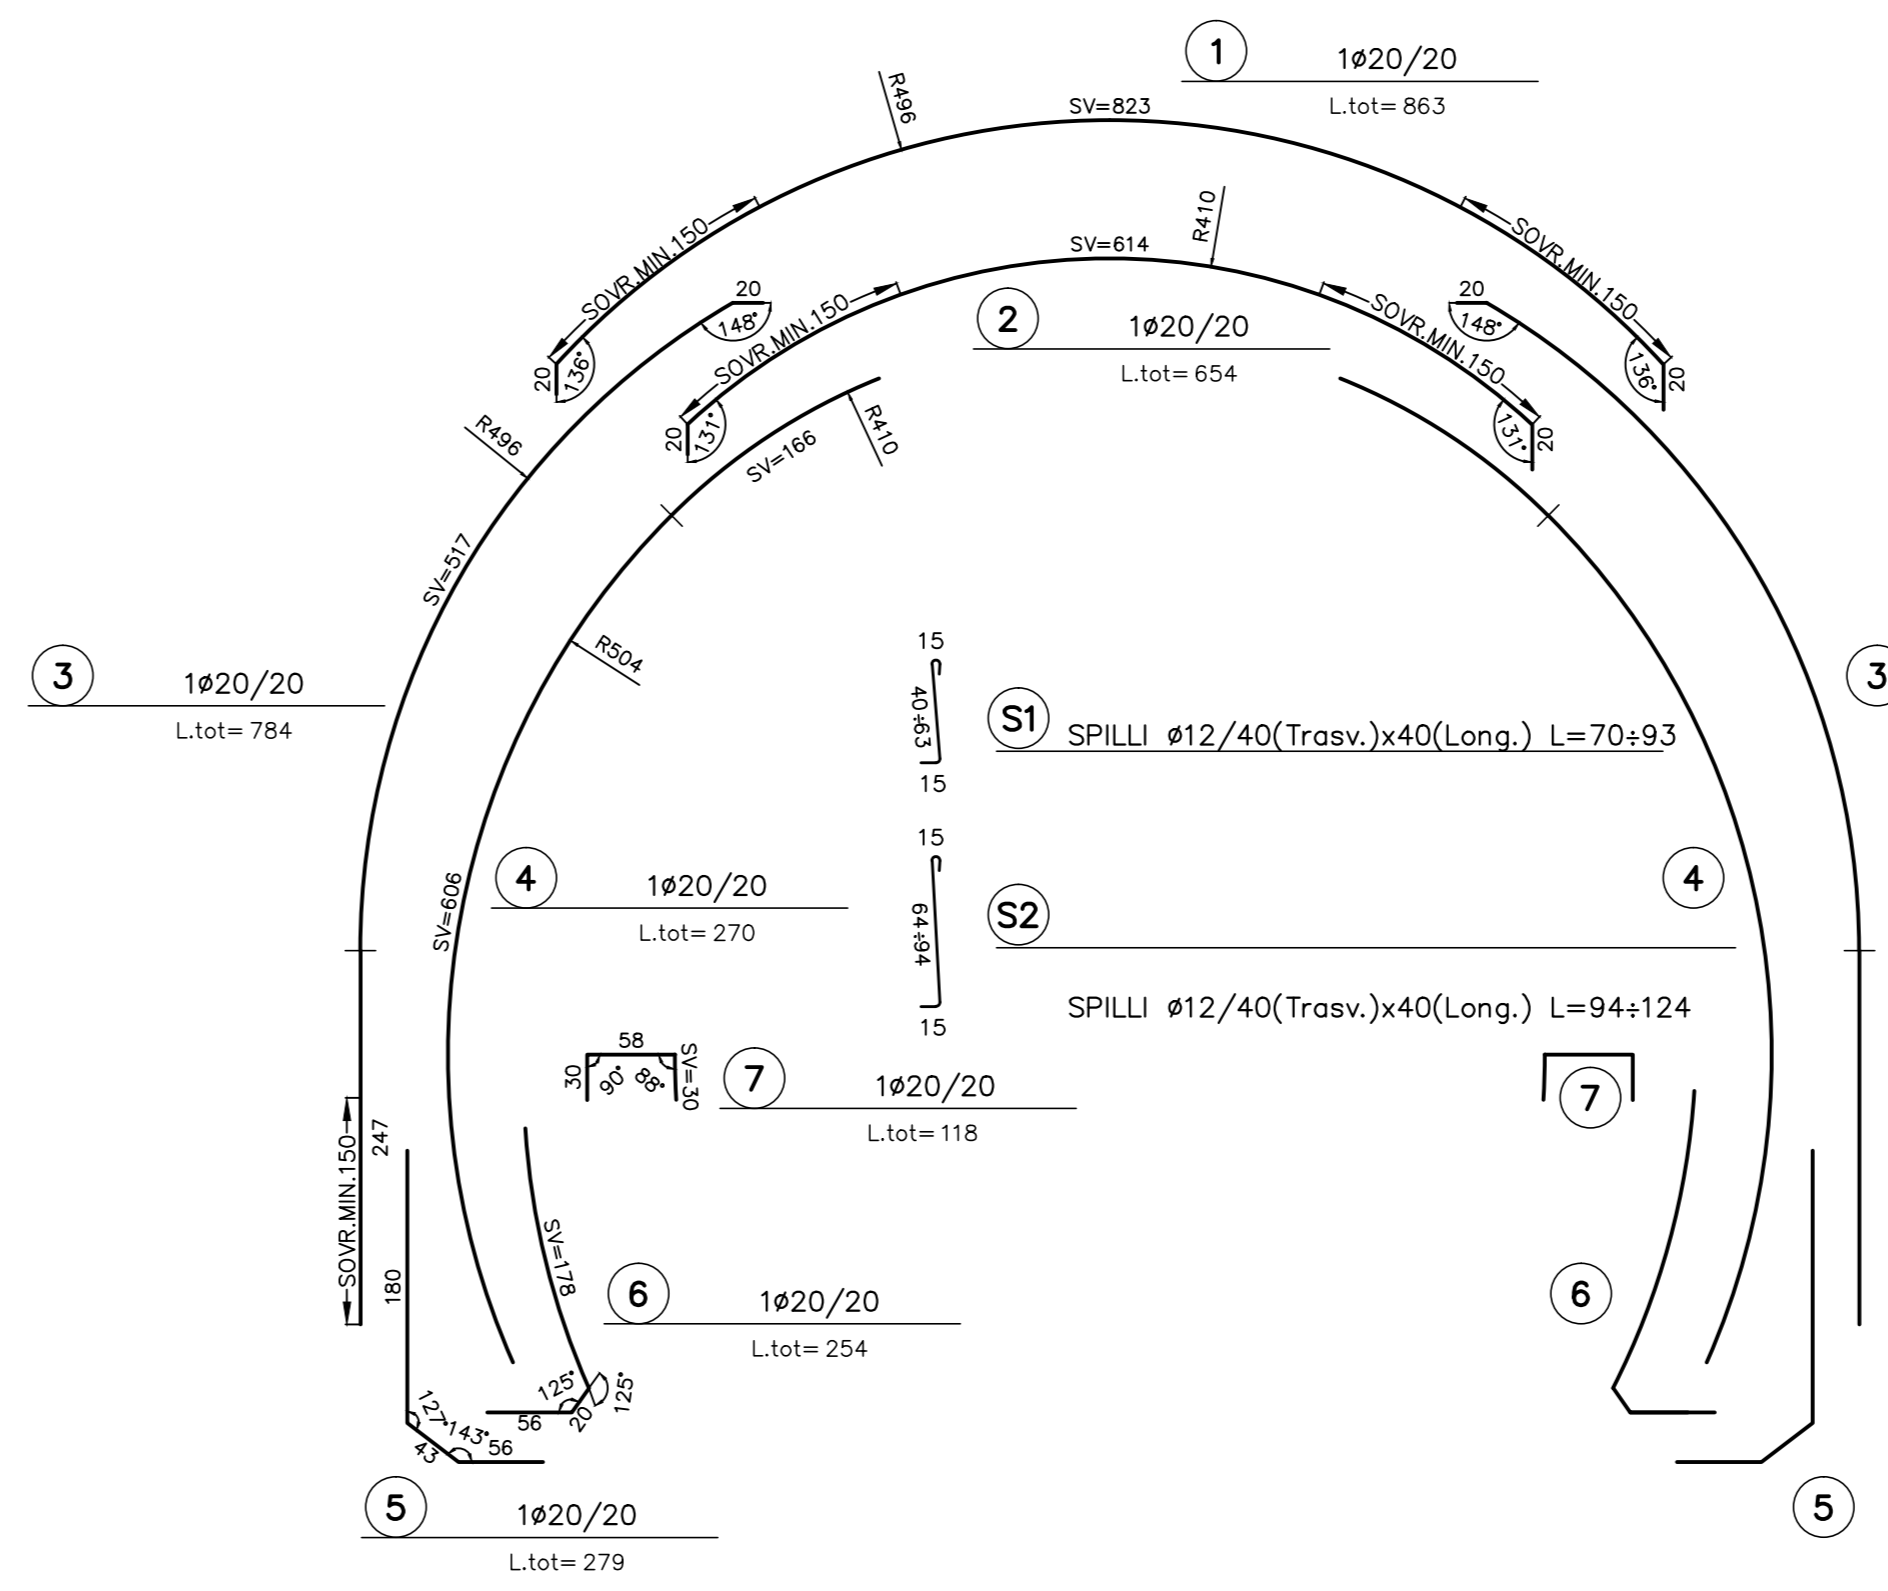 1
1ø20/20
L.tot= 863
R496
SV=823
SOVR.MIN.150
SOVR.MIN.150
R410
SV=614
20
148°
20
148°
SOVR.MIN.150
SOVR.MIN.150
2
1ø20/20
L.tot= 654
20
136°
136°
20
20
131°
131°
20
R496
SV=166
R410
SV=517
R504
3
1ø20/20
L.tot= 784
3
15
40÷63
15
S1
SPILLI ø12/40(Trasv.)x40(Long.) L=70÷93
15
64÷94
15
S2
SPILLI ø12/40(Trasv.)x40(Long.) L=94÷124
SV=606
4
1ø20/20
L.tot= 270
4
58
30
90°
88°
SV=30
7
1ø20/20
L.tot= 118
7
247
SOVR.MIN.150
180
SV=178
6
1ø20/20
L.tot= 254
6
125°
125°
56
20
127°
143°
43
56
5
1ø20/20
L.tot= 279
5